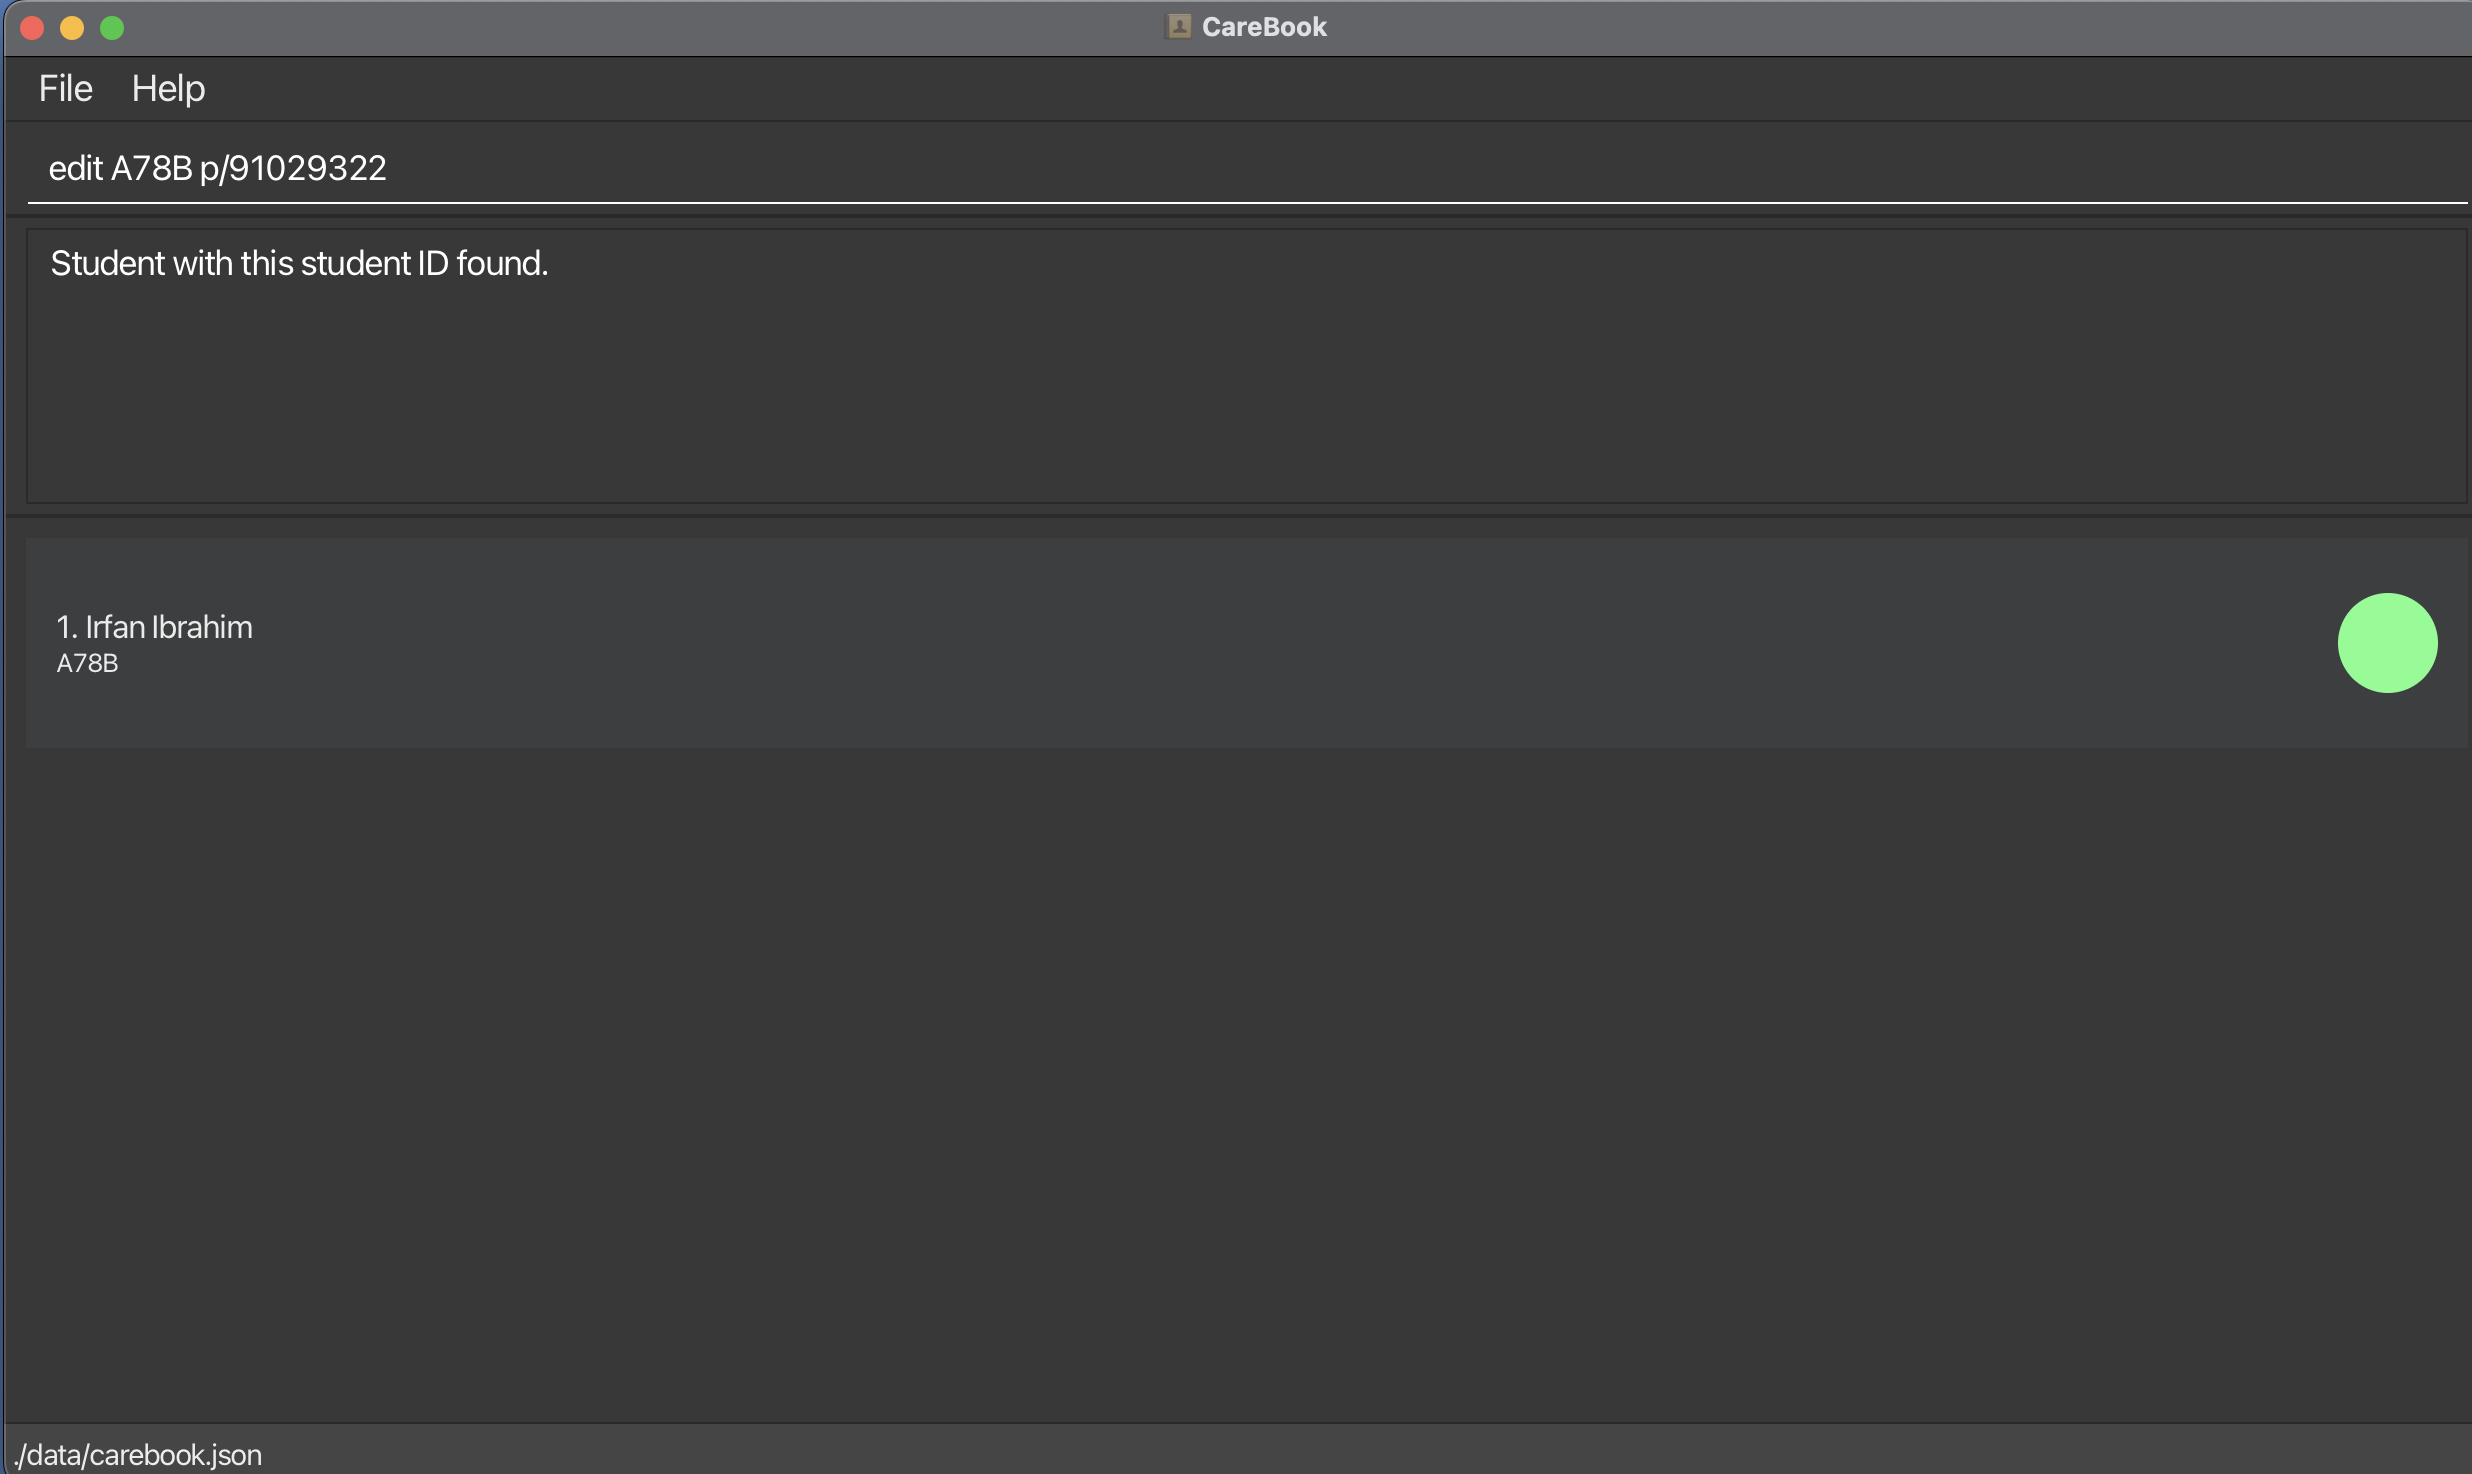 CareBook
File Help
edit A78B p/91029322
Student with this student ID found.
1. Irfan Ibrahim
A78B
./data/carebook.json